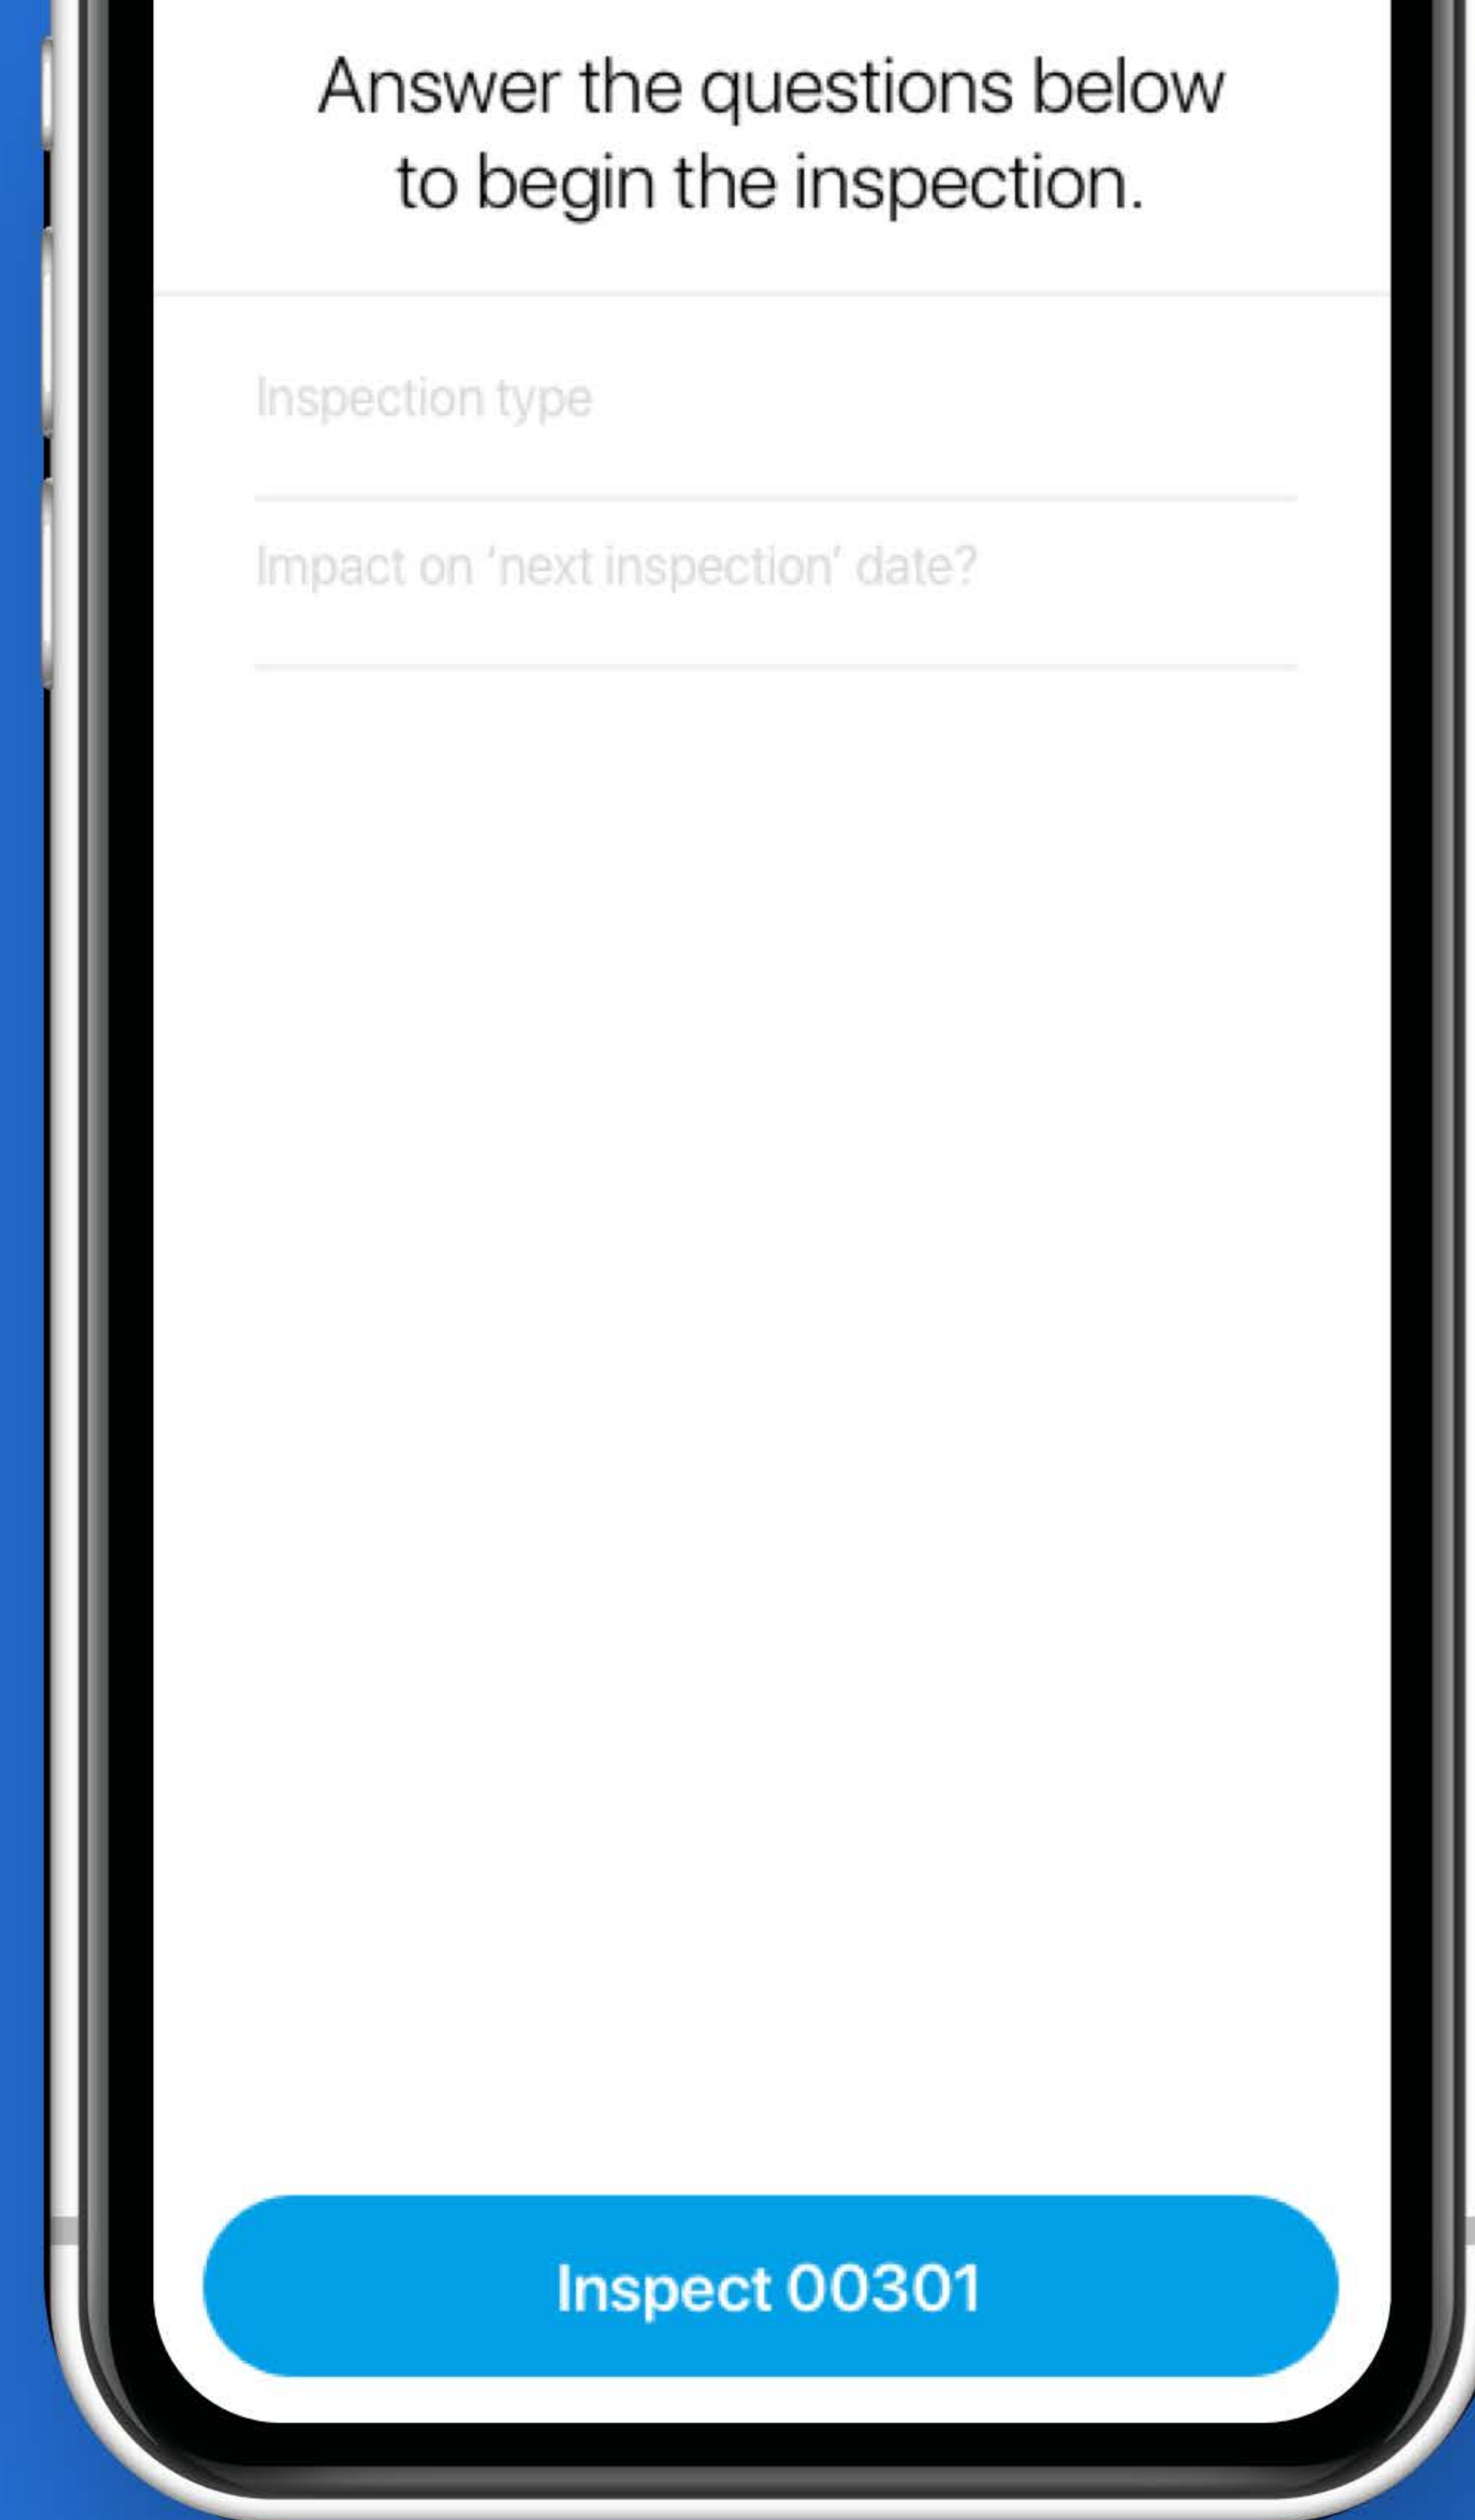 Answer the questions below
to begin the inspection.
Inspection type
Impact on ‘next inspection’ date?
Inspect 00301